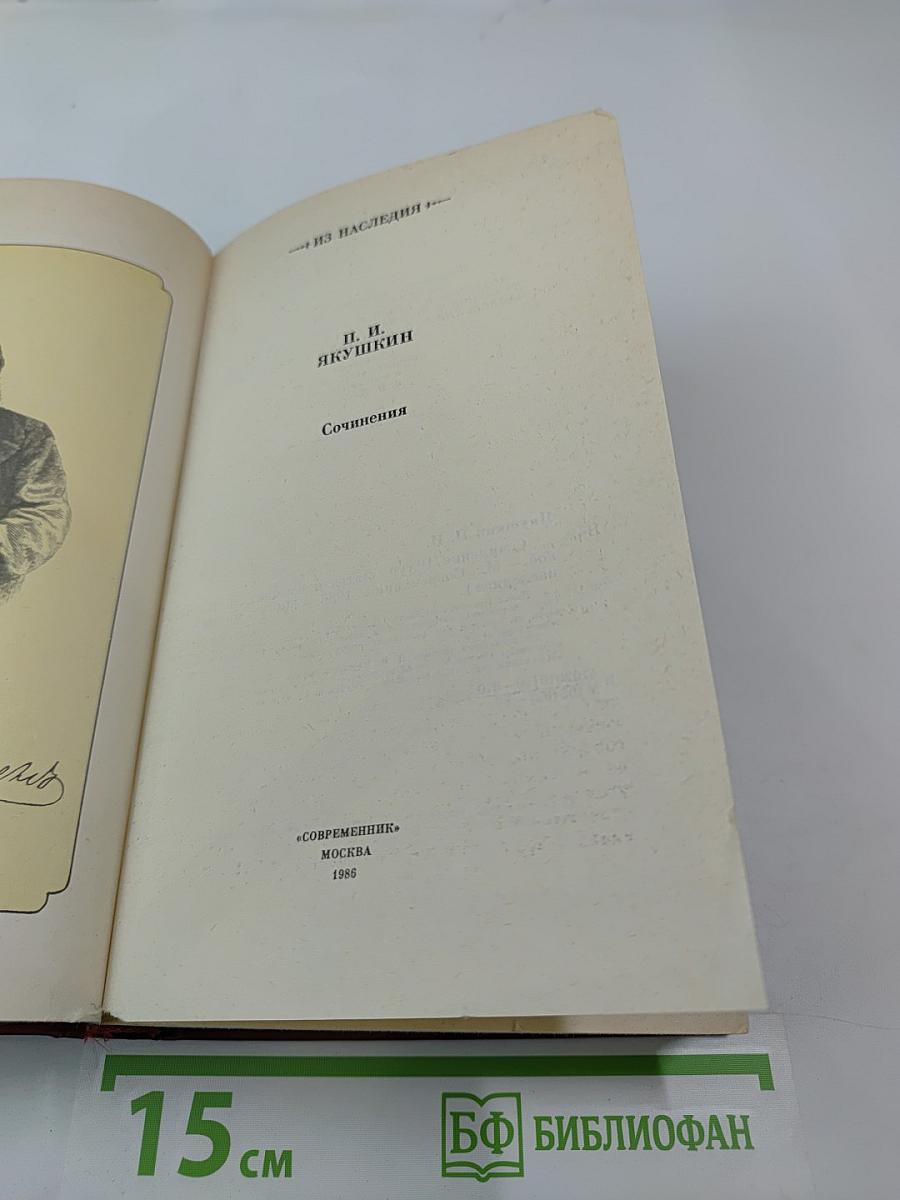 ИЗ НАСЛЕДИЯ
П. И.
ЯКУШКИН
Сочинения
«СОВРЕМЕННИК»
МОСКВА
1986
15 см
БФ БИБЛИОФАН